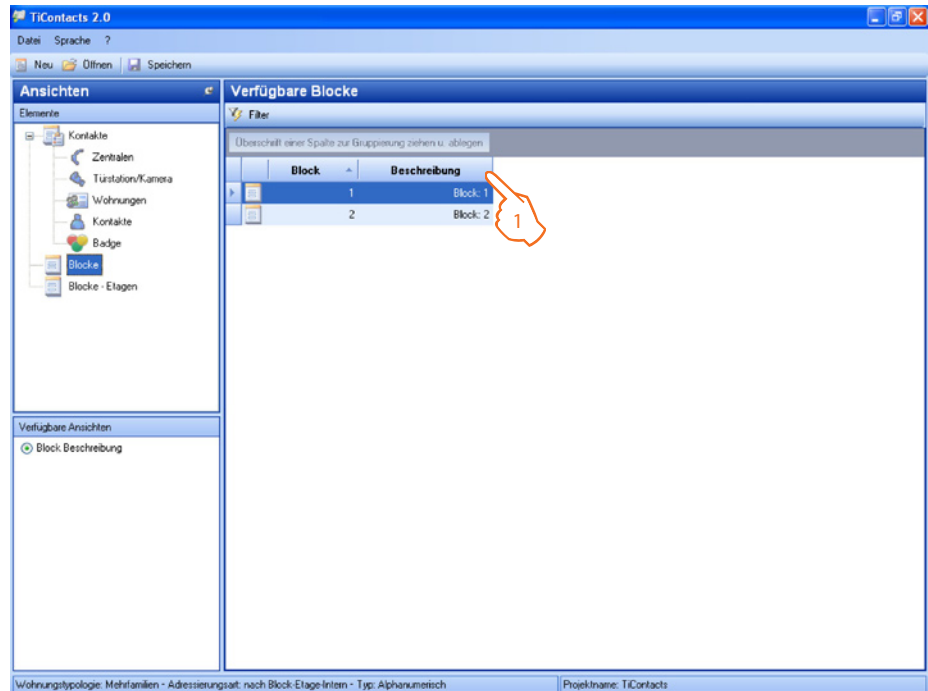 TiContacts 2.0
Datei Sprache ?
Neu Öffnen Speichern
Ansichten
Elemente
Kontakte
Zentralen
Türstation/Kamera
Wohnungen
Kontakte
Badge
Blocke
Blocke - Etagen
Verfügbare Ansichten
Block Beschreibung
Verfügbare Blocke
Filter
Überschrift einer Spalte zur Gruppierung ziehen u. ablegen
Block Beschreibung
1 Block: 1
2 Block: 2
1
Wohnungstypologie: Mehrfamilien - Adressierungsart: nach Block-Etage-Intern - Typ: Alphanumerisch
Projektname: TiContacts